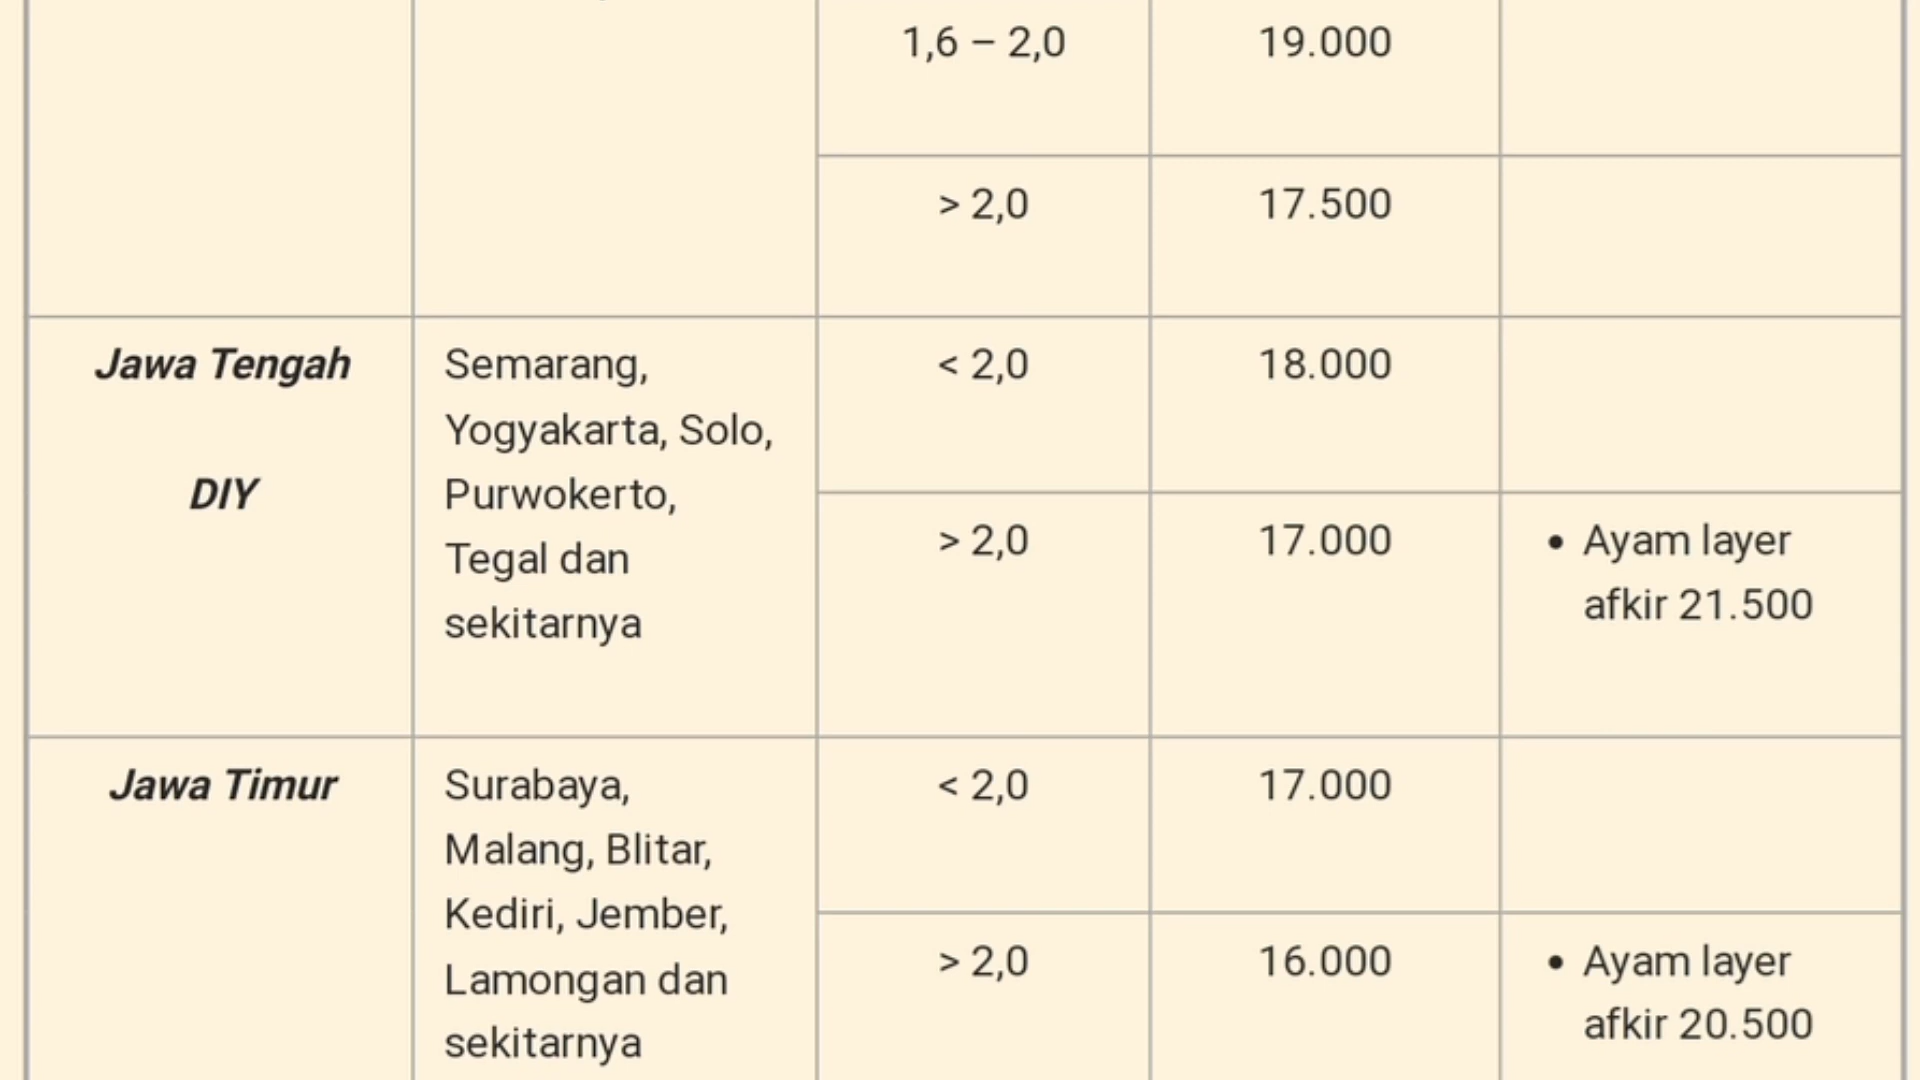 1,6 – 2,0
19.000
> 2,0
17.500
Jawa Tengah
DIY
Semarang,
Yogyakarta, Solo,
Purwokerto,
Tegal dan
sekitarnya
< 2,0
18.000
> 2,0
17.000
• Ayam layer
afkir 21.500
Jawa Timur
Surabaya,
Malang, Blitar,
Kediri, Jember,
Lamongan dan
sekitarnya
< 2,0
17.000
> 2,0
16.000
• Ayam layer
afkir 20.500